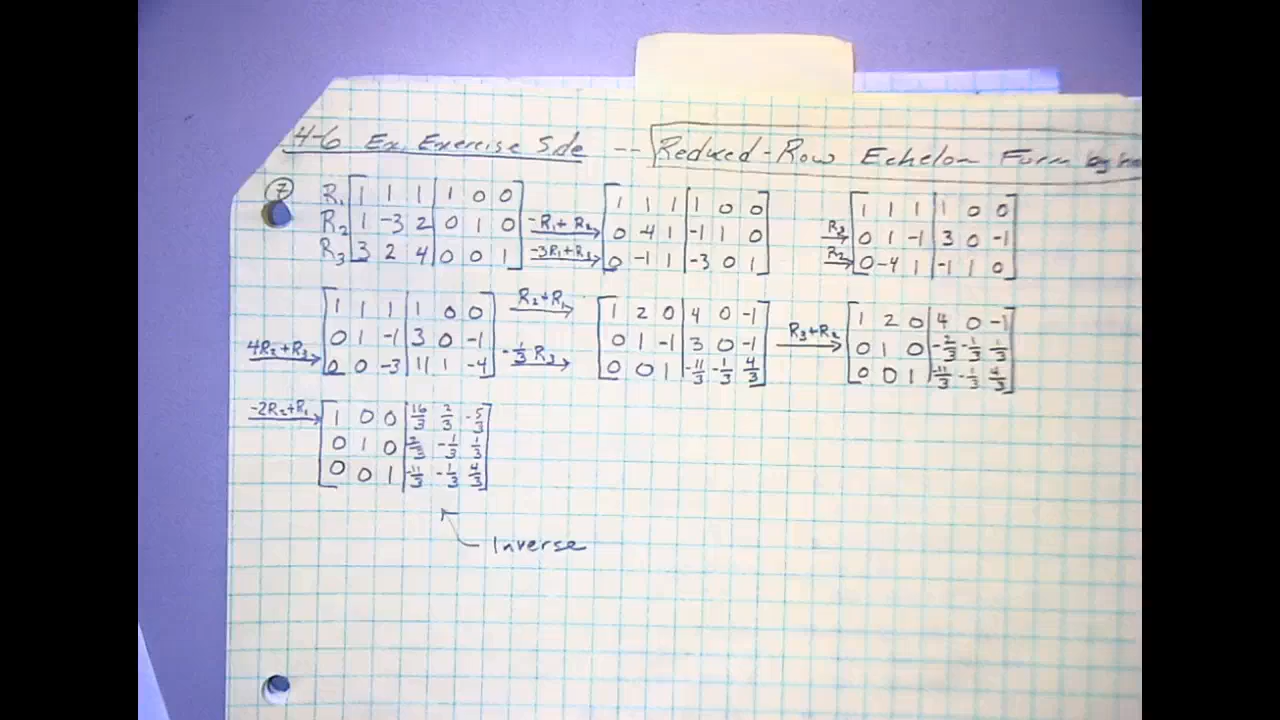 4-6 Ex. Exercise Side -- Reduced-Row Echelon Form by
7
R1 1 1 1 | 1 0 0
R2 1 -3 2 | 0 1 0
R3 3 2 4 | 0 0 1
-R1+R2
-3R1+R3
1 1 1 | 1 0 0
0 -4 1 | -1 1 0
0 -1 1 | -3 0 1
R3
R2
1 1 1 | 1 0 0
0 1 -1 | 3 0 -1
0 -4 1 | -1 1 0
4R2+R3
1 1 1 | 1 0 0
0 1 -1 | 3 0 -1
0 0 -3 | 11 1 -4
R2+R1
-1/3 R3
1 2 0 | 4 0 -1
0 1 -1 | 3 0 -1
0 0 1 | -11/3 -1/3 4/3
R3+R2
1 2 0 | 4 0 -1
0 1 0 | -2/3 -1/3 1/3
0 0 1 | -11/3 -1/3 4/3
-2R2+R1
1 0 0 | 16/3 2/3 -5/3
0 1 0 | -2/3 -1/3 1/3
0 0 1 | -11/3 -1/3 4/3
Inverse